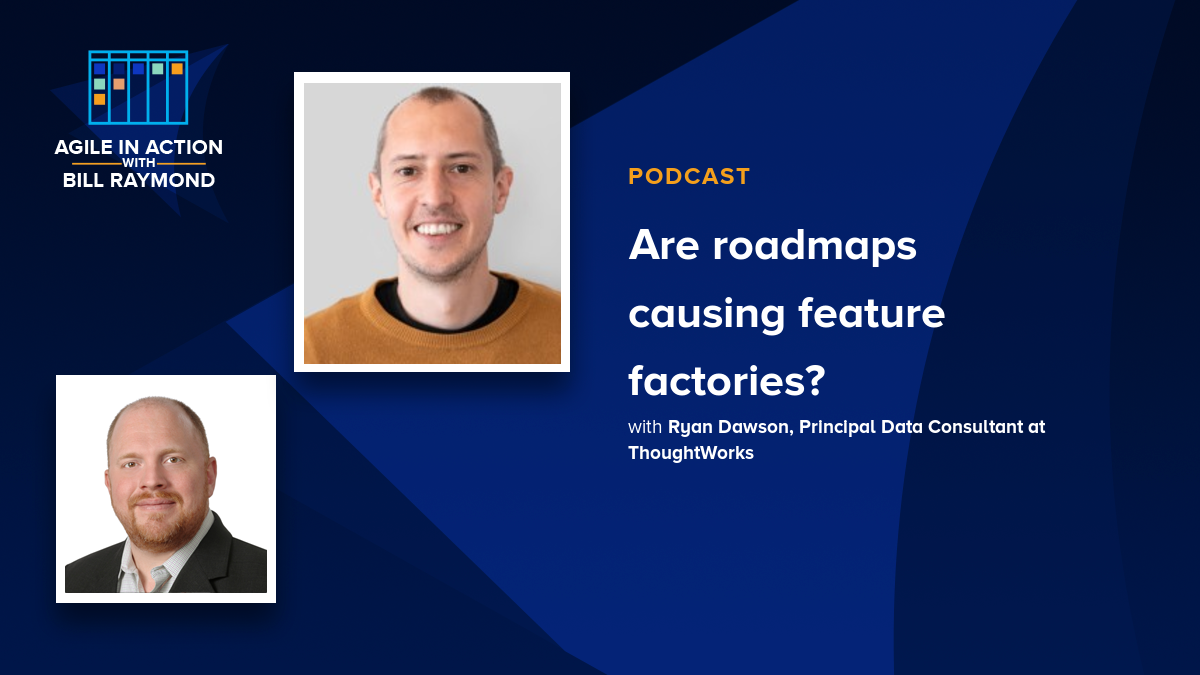 AGILE IN ACTION
WITH
BILL RAYMOND
PODCAST
Are roadmaps
causing feature
factories?
with Ryan Dawson, Principal Data Consultant at
ThoughtWorks